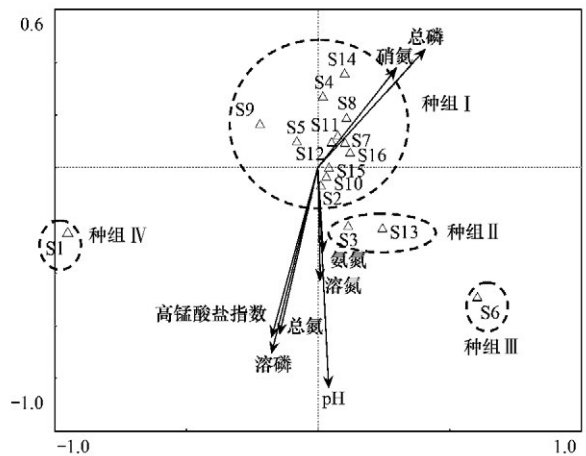 0.6
总磷
硝氮
S14
S4
种组 I
S9
S8
S5
S11
S7
S12
S16
S15
S10
S2
种组 IV
S1
S3
S13
种组 II
氨氮
溶氮
高锰酸盐指数
总氮
S6
溶磷
种组 III
pH
-1.0
-1.0
1.0